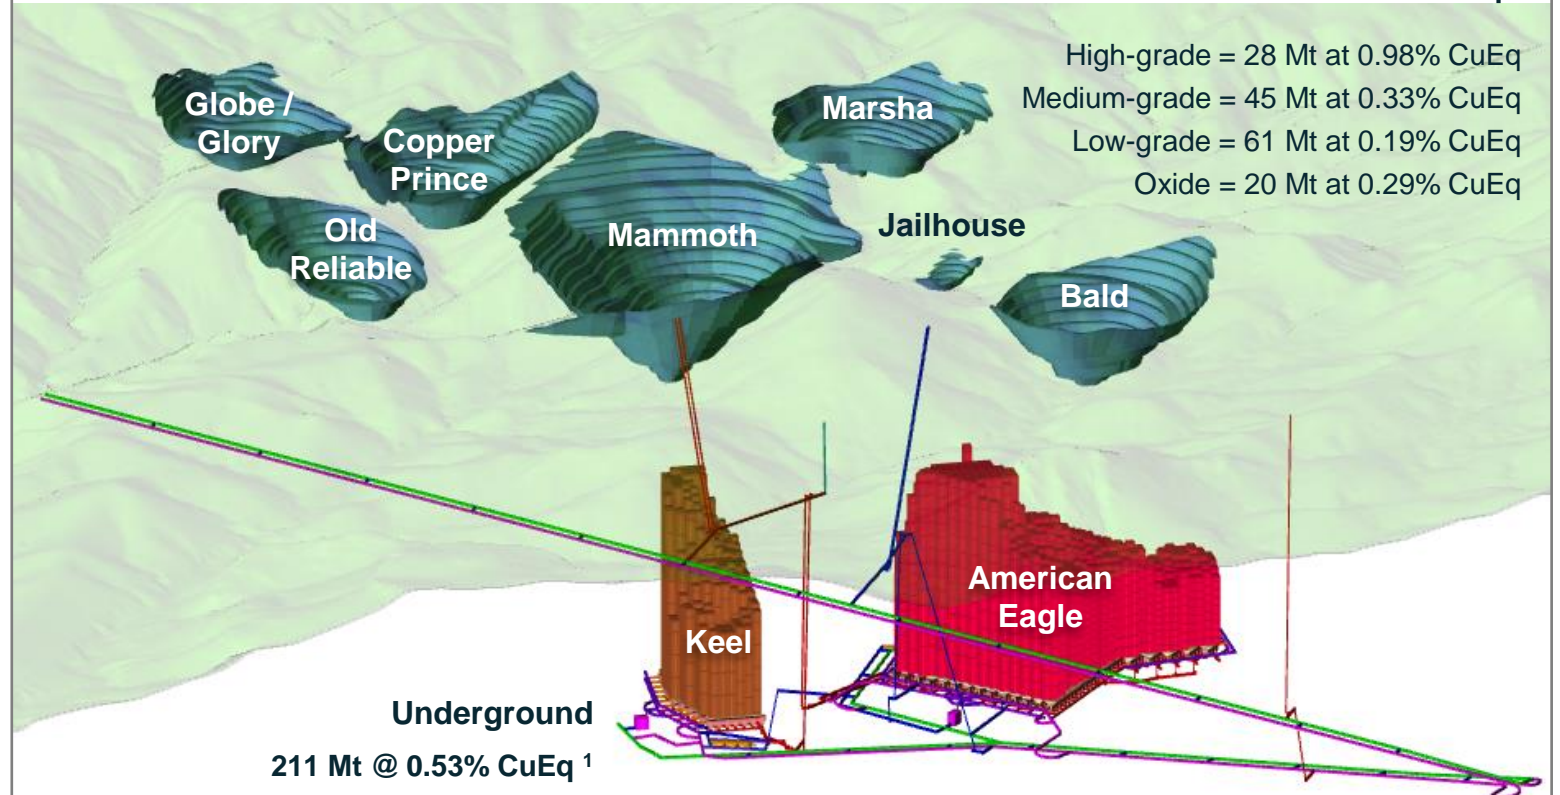 High-grade = 28 Mt at 0.98% CuEq
Medium-grade = 45 Mt at 0.33% CuEq
Low-grade = 61 Mt at 0.19% CuEq
Oxide = 20 Mt at 0.29% CuEq
Globe /
Glory
Copper
Prince
Marsha
Old
Reliable
Mammoth
Jailhouse
Bald
American
Eagle
Keel
Underground
211 Mt @ 0.53% CuEq ¹